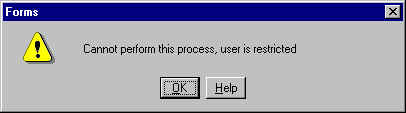 Forms
Cannot perform this process, user is restricted
OK Help